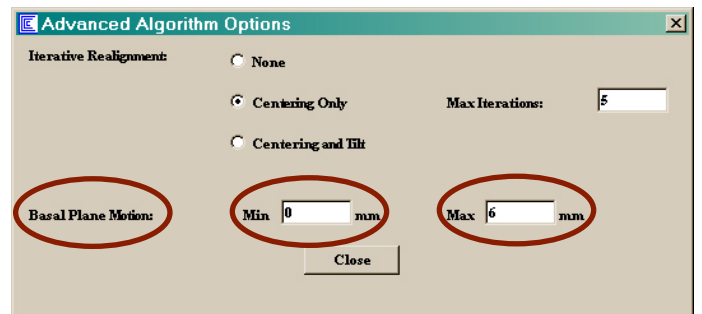 Advanced Algorithm Options
Iterative Realignment:
None
Centering Only
Max Iterations:
5
Centering and Tilt
Basal Plane Motion:
Min 0 mm
Max 6 mm
Close